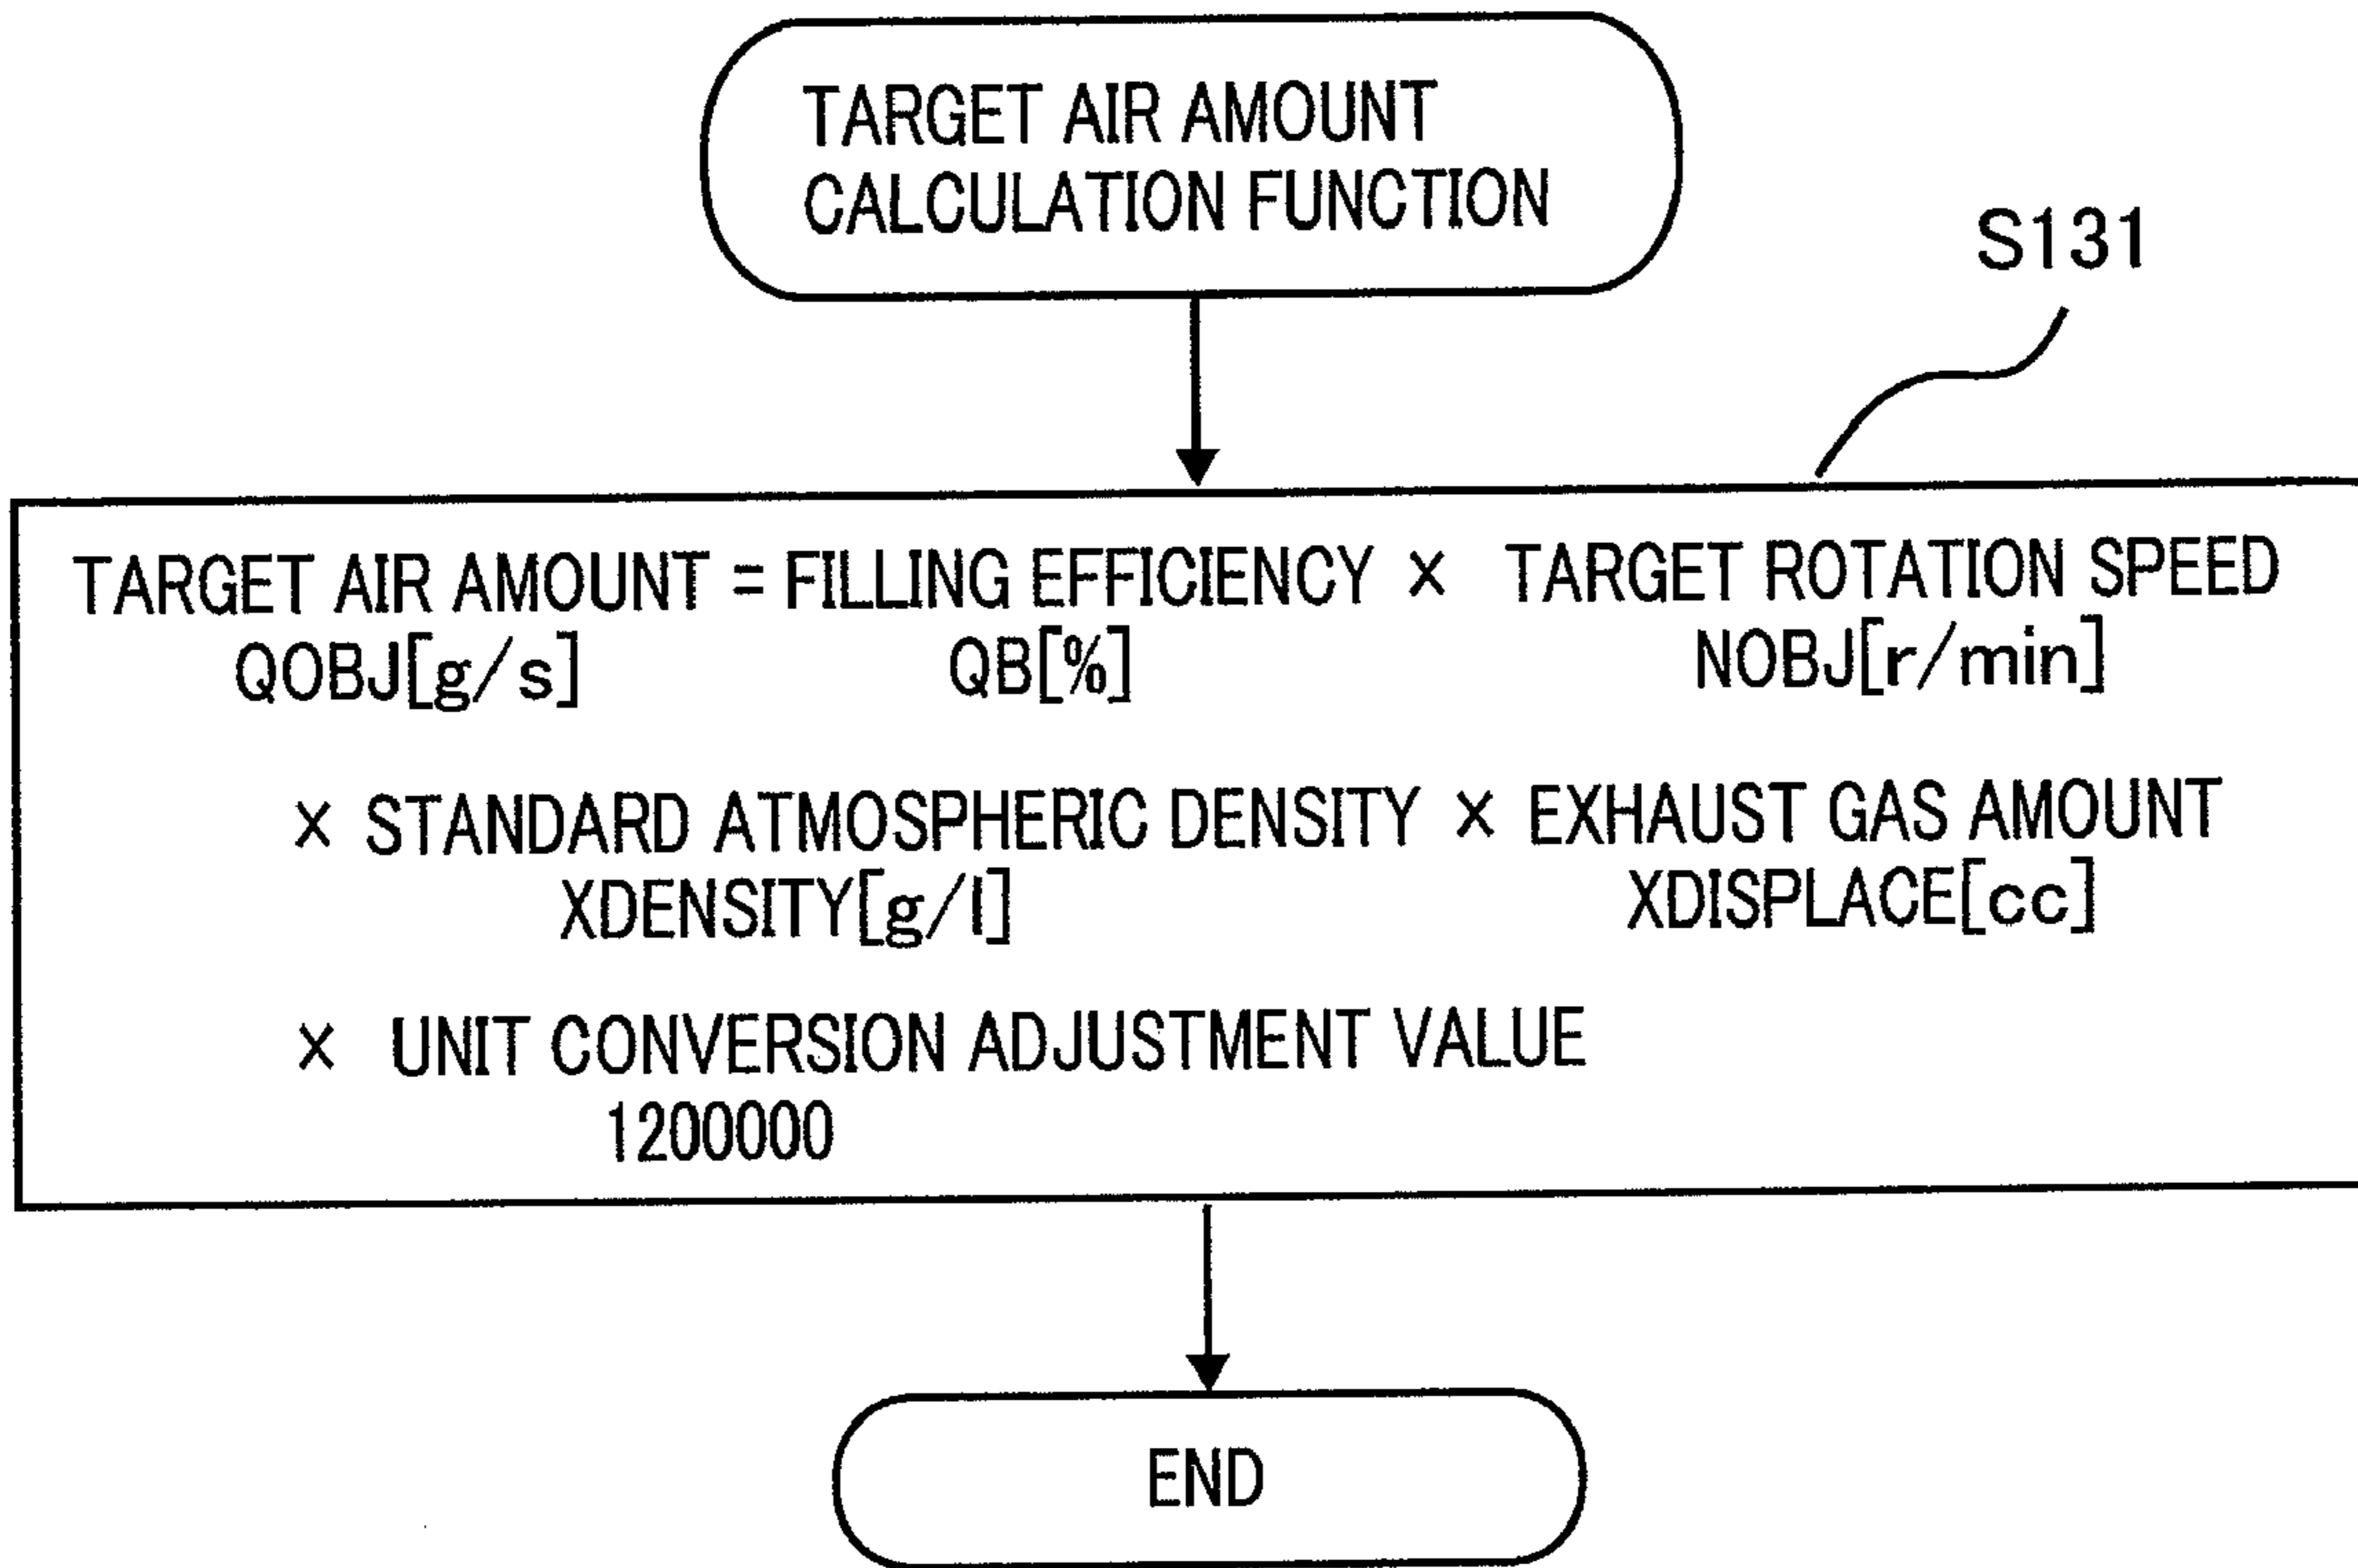 TARGET AIR AMOUNT
CALCULATION FUNCTION
S131
TARGET AIR AMOUNT = FILLING EFFICIENCY × TARGET ROTATION SPEED
QOBJ[g/s] QB[%] NOBJ[r/min]
× STANDARD ATMOSPHERIC DENSITY × EXHAUST GAS AMOUNT
XDENSITY[g/l] XDISPLACE[cc]
× UNIT CONVERSION ADJUSTMENT VALUE
1200000
END